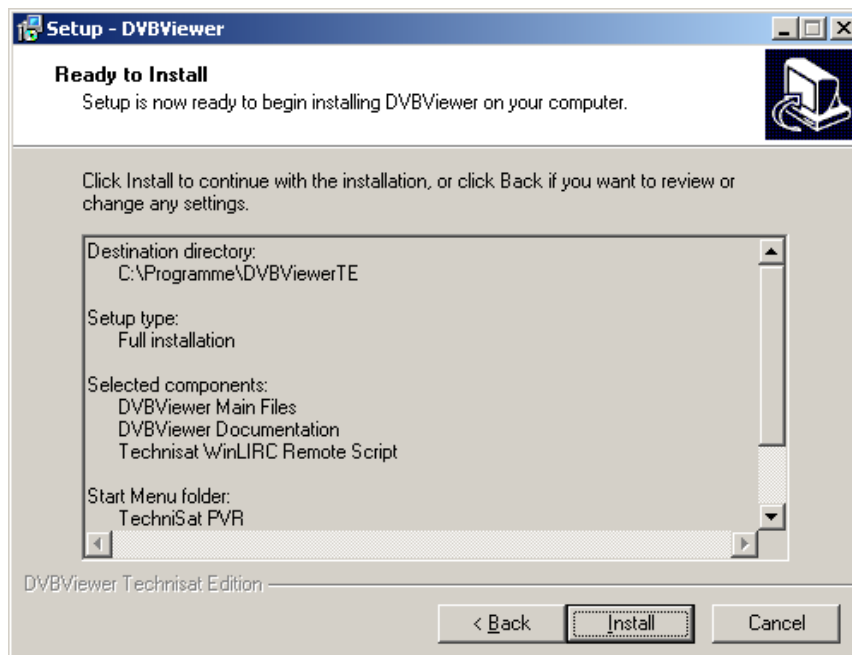 Setup - DVBViewer
Ready to Install
Setup is now ready to begin installing DVBViewer on your computer.
Click Install to continue with the installation, or click Back if you want to review or
change any settings.
Destination directory:
C:\Programme\DVBViewerTE
Setup type:
Full installation
Selected components:
DVBViewer Main Files
DVBViewer Documentation
Technisat WinLIRC Remote Script
Start Menu folder:
TechniSat PVR
DVBViewer Technisat Edition
< Back
Install
Cancel